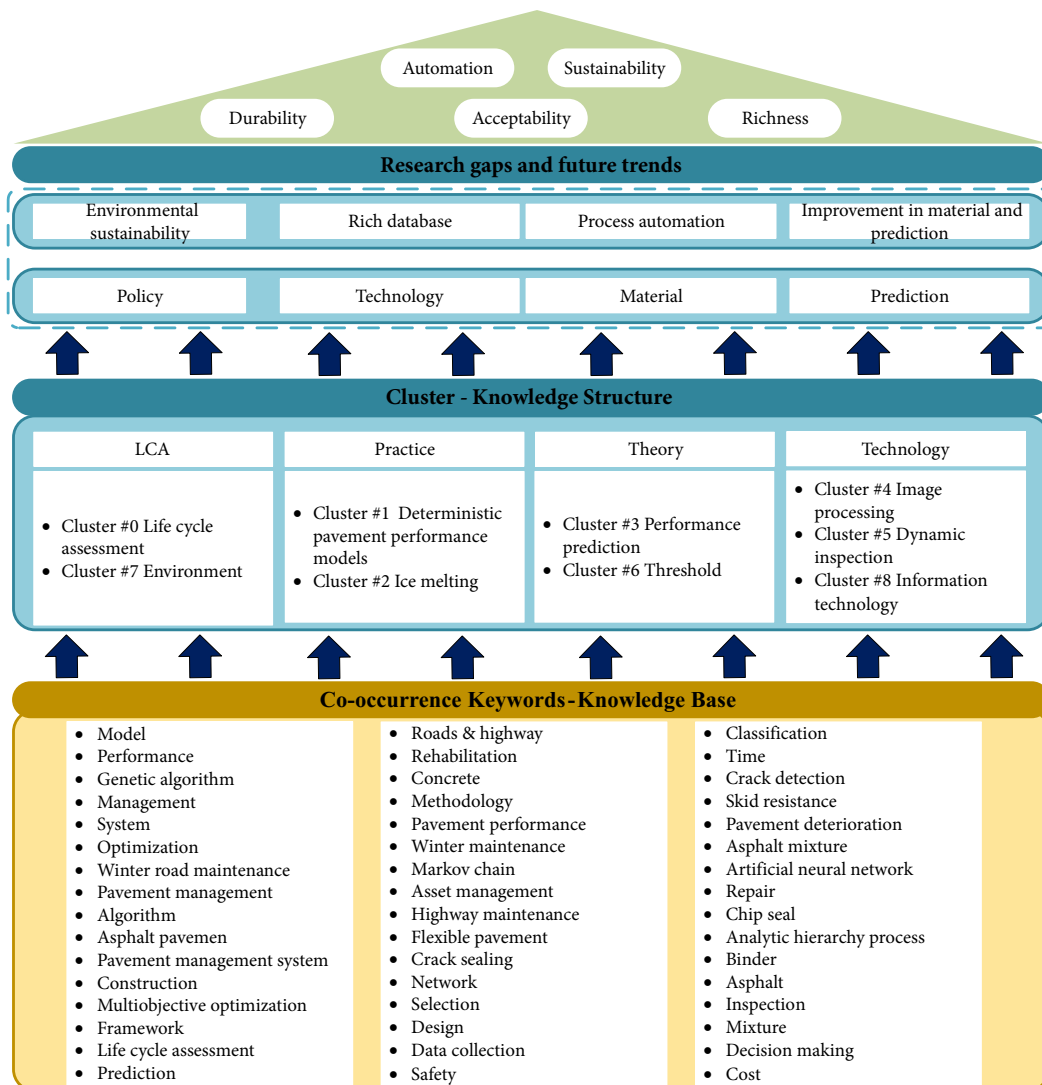 Automation
Sustainability
Durability
Acceptability
Richness
Research gaps and future trends
Environmental
sustainability
Rich database
Process automation
Improvement in material and
prediction
Policy
Technology
Material
Prediction
Cluster - Knowledge Structure
LCA
Practice
Theory
Technology
• Cluster #0 Life cycle
assessment
• Cluster #7 Environment
• Cluster #1 Deterministic
pavement performance
models
• Cluster #2 Ice melting
• Cluster #3 Performance
prediction
• Cluster #6 Threshold
• Cluster #4 Image
processing
• Cluster #5 Dynamic
inspection
• Cluster #8 Information
technology
Co-occurrence Keywords-Knowledge Base
• Model
• Performance
• Genetic algorithm
• Management
• System
• Optimization
• Winter road maintenance
• Pavement management
• Algorithm
• Asphalt pavemen
• Pavement management system
• Construction
• Multiobjective optimization
• Framework
• Life cycle assessment
• Prediction
• Roads & highway
• Rehabilitation
• Concrete
• Methodology
• Pavement performance
• Winter maintenance
• Markov chain
• Asset management
• Highway maintenance
• Flexible pavement
• Crack sealing
• Network
• Selection
• Design
• Data collection
• Safety
• Classification
• Time
• Crack detection
• Skid resistance
• Pavement deterioration
• Asphalt mixture
• Artificial neural network
• Repair
• Chip seal
• Analytic hierarchy process
• Binder
• Asphalt
• Inspection
• Mixture
• Decision making
• Cost